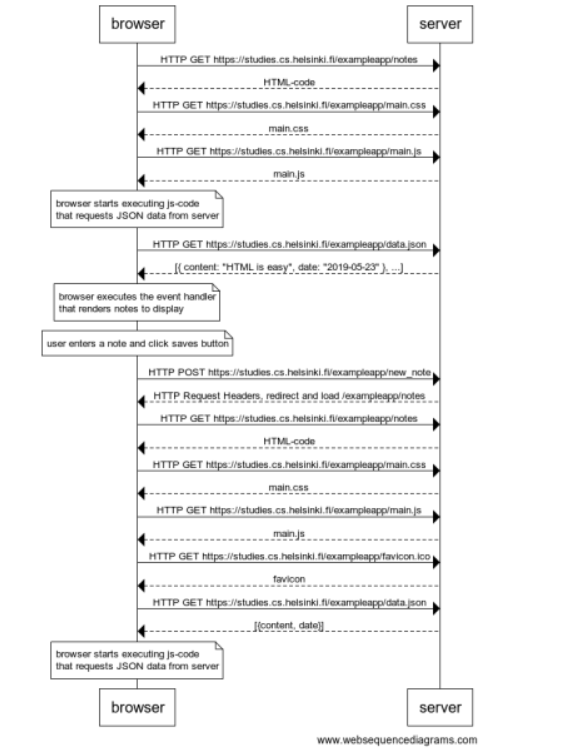 browser server
HTTP GET https://studies.cs.helsinki.fi/exampleapp/notes
HTML-code
HTTP GET https://studies.cs.helsinki.fi/exampleapp/main.css
main.css
HTTP GET https://studies.cs.helsinki.fi/exampleapp/main.js
main.js
browser starts executing js-code
that requests JSON data from server
HTTP GET https://studies.cs.helsinki.fi/exampleapp/data.json
[{ content: "HTML is easy", date: "2019-05-23" }, ...]
browser executes the event handler
that renders notes to display
user enters a note and click saves button
HTTP POST https://studies.cs.helsinki.fi/exampleapp/new_note
HTTP Request Headers, redirect and load /exampleapp/notes
HTTP GET https://studies.cs.helsinki.fi/exampleapp/notes
HTML-code
HTTP GET https://studies.cs.helsinki.fi/exampleapp/main.css
main.css
HTTP GET https://studies.cs.helsinki.fi/exampleapp/main.js
main.js
HTTP GET https://studies.cs.helsinki.fi/exampleapp/favicon.ico
favicon
HTTP GET https://studies.cs.helsinki.fi/exampleapp/data.json
[{content, date}]
browser starts executing js-code
that requests JSON data from server
browser server
www.websequencediagrams.com